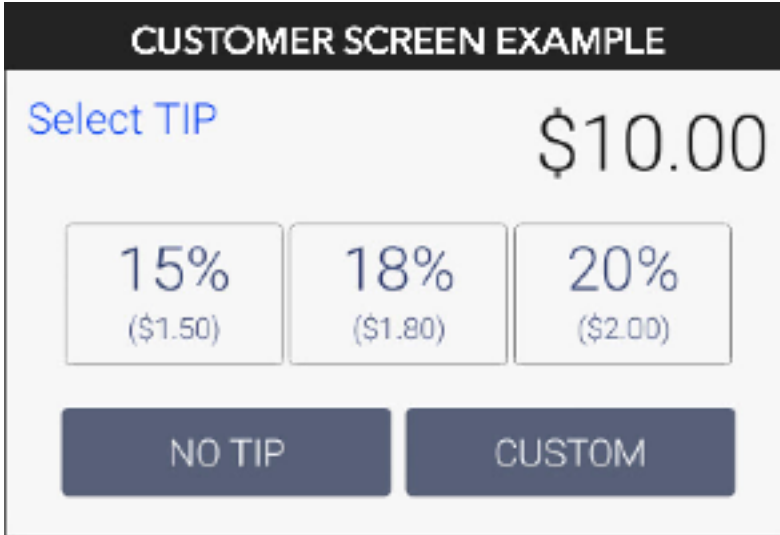 CUSTOMER SCREEN EXAMPLE
Select TIP
$10.00
15% 18% 20%
($1.50) ($1.80) ($2.00)
NO TIP CUSTOM